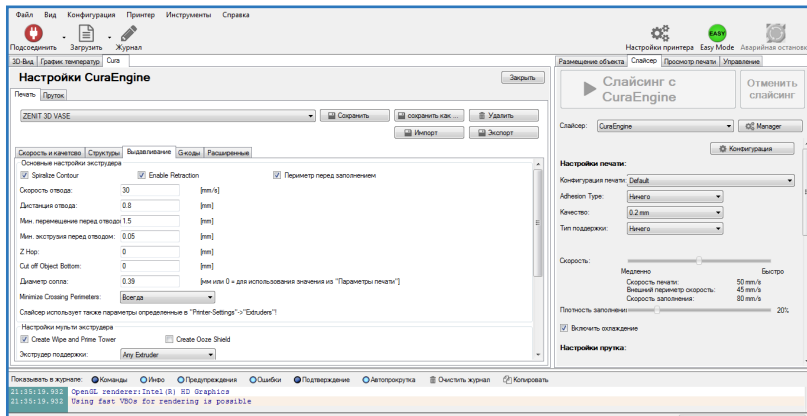 Файл Вид Конфигурация Принтер Инструменты Справка
Подсоединить Загрузить Журнал
Настройки принтера Easy Mode Аварийная останов
EASY
3D-Вид График температур Cura
Настройки CuraEngine
Закрыть
Печать Пруток
ZENIT 3D VASE
Сохранить
сохранить как ...
Удалить
Импорт
Экспорт
Скорость и качество Структуры Выдавливание G-коды Расширенные
Основные настройки экструдера
Spiralize Contour Enable Retraction Периметр перед заполнением
Скорость отвода: 30 [mm/s]
Дистанция отвода: 0.8 [mm]
Мин. перемещение перед отводо 1.5 [mm]
Мин. экструзия перед отводом: 0.05 [mm]
Z Hop: 0 [mm]
Cut off Object Bottom: 0 [mm]
Диаметр сопла: 0.39 [мм или 0 = для использования значения из "Параметры печати"]
Minimize Crossing Perimeters: Всегда
Слайсер использует также параметры определенные в "Printer-Settings"->"Extruders"!
Настройки мульти экструдера
Create Wipe and Prime Tower Create Ooze Shield
Экструдер поддержки: Any Extruder
Размещение объекта Слайсер Просмотр печати Управление
Слайсинг с
CuraEngine
Отменить
слайсинг
Слайсер: CuraEngine Manager
Конфигурация
Настройки печати:
Конфигурация печати: Default
Adhesion Type: Ничего
Качество: 0.2 mm
Тип поддержки: Ничего
Скорость:
Медленно Быстро
Скорость печати: 50 mm/s
Внешний периметр скорость: 45 mm/s
Скорость заполнения: 80 mm/s
Плотность заполнени 20%
Включить охлаждение
Настройки прутка:
Показывать в журнале: Команды Инфо Предупреждения Ошибки Подтверждение Автопрокрутка Очистить журнал Копировать
21:35:19.932 OpenGL renderer:Intel(R) HD Graphics
21:35:19.932 Using fast VBOs for rendering is possible